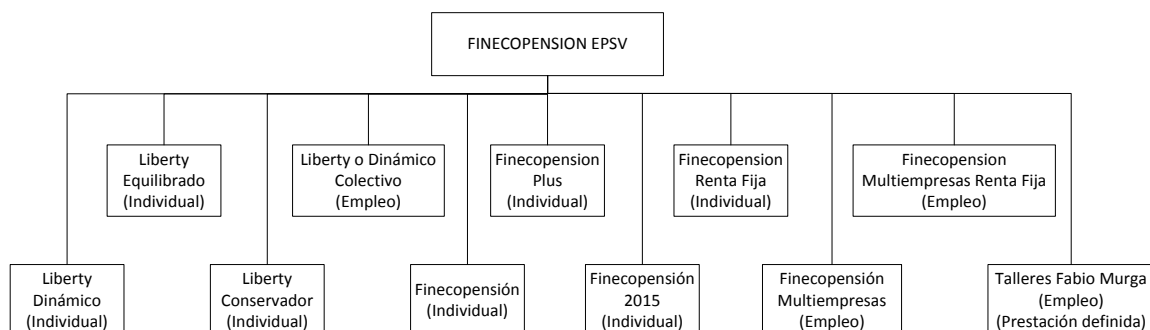 FINECOPENSION EPSV
Liberty
Equilibrado
(Individual)
Liberty o Dinámico
Colectivo
(Empleo)
Finecopension
Plus
(Individual)
Finecopension
Renta Fija
(Individual)
Finecopension
Multiempresas Renta Fija
(Empleo)
Liberty
Dinámico
(Individual)
Liberty
Conservador
(Individual)
Finecopensión
(Individual)
Finecopensión
2015
(Individual)
Finecopensión
Multiempresas
(Empleo)
Talleres Fabio Murga
(Empleo)
(Prestación definida)